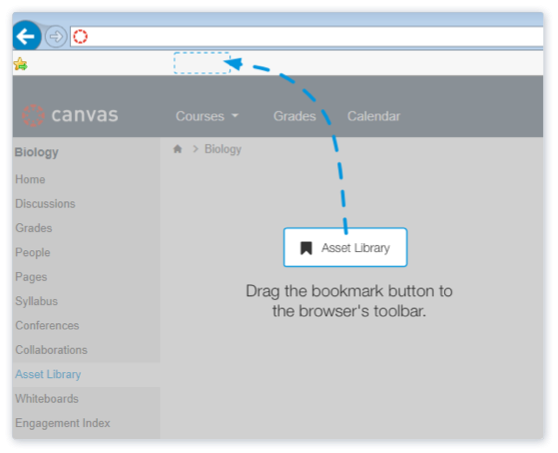 canvas
Courses Grades Calendar
Biology
> Biology
Home
Discussions
Grades
People
Pages
Syllabus
Conferences
Collaborations
Asset Library
Whiteboards
Engagement Index
Asset Library
Drag the bookmark button to
the browser's toolbar.